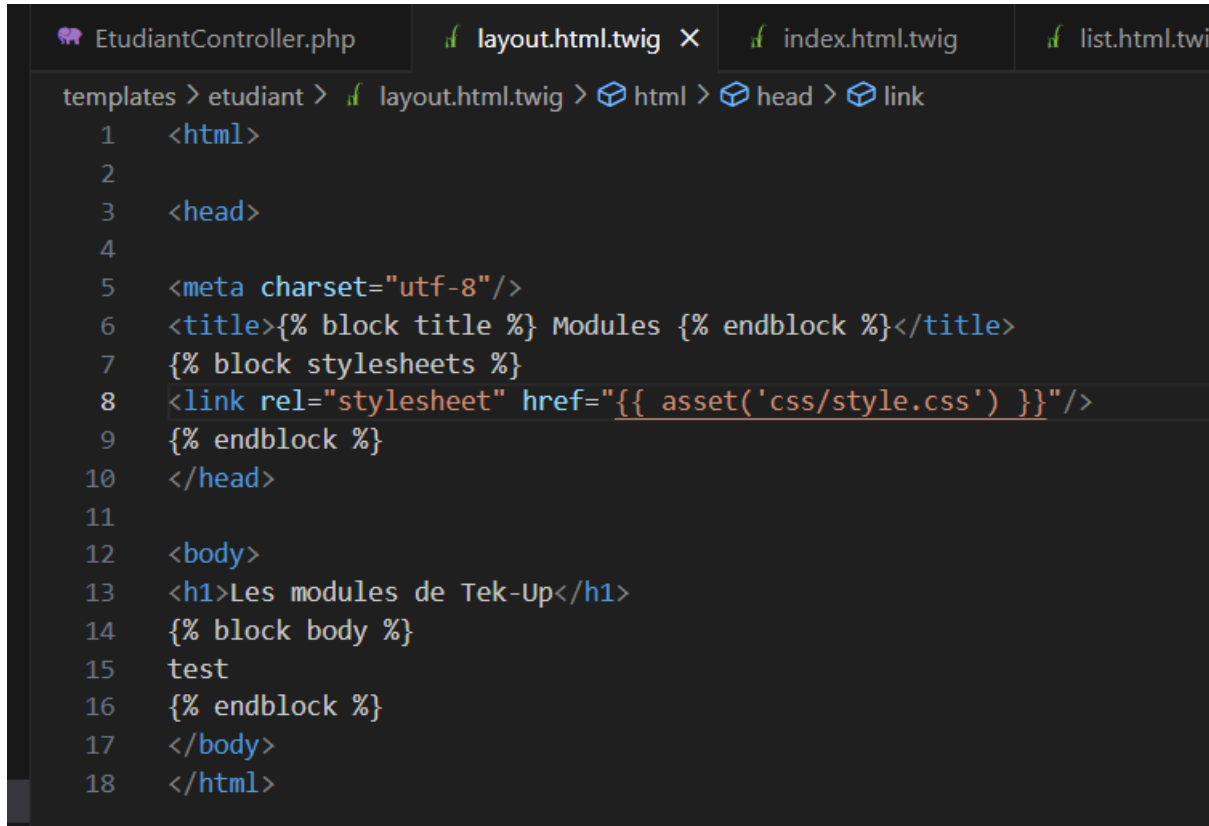 EtudiantController.php layout.html.twig × index.html.twig list.html.twi
templates > etudiant > layout.html.twig > html > head > link
1 <html>
2
3 <head>
4
5 <meta charset="utf-8"/>
6 <title>{% block title %} Modules {% endblock %}</title>
7 {% block stylesheets %}
8 <link rel="stylesheet" href="{{ asset('css/style.css') }}"/>
9 {% endblock %}
10 </head>
11
12 <body>
13 <h1>Les modules de Tek-Up</h1>
14 {% block body %}
15 test
16 {% endblock %}
17 </body>
18 </html>